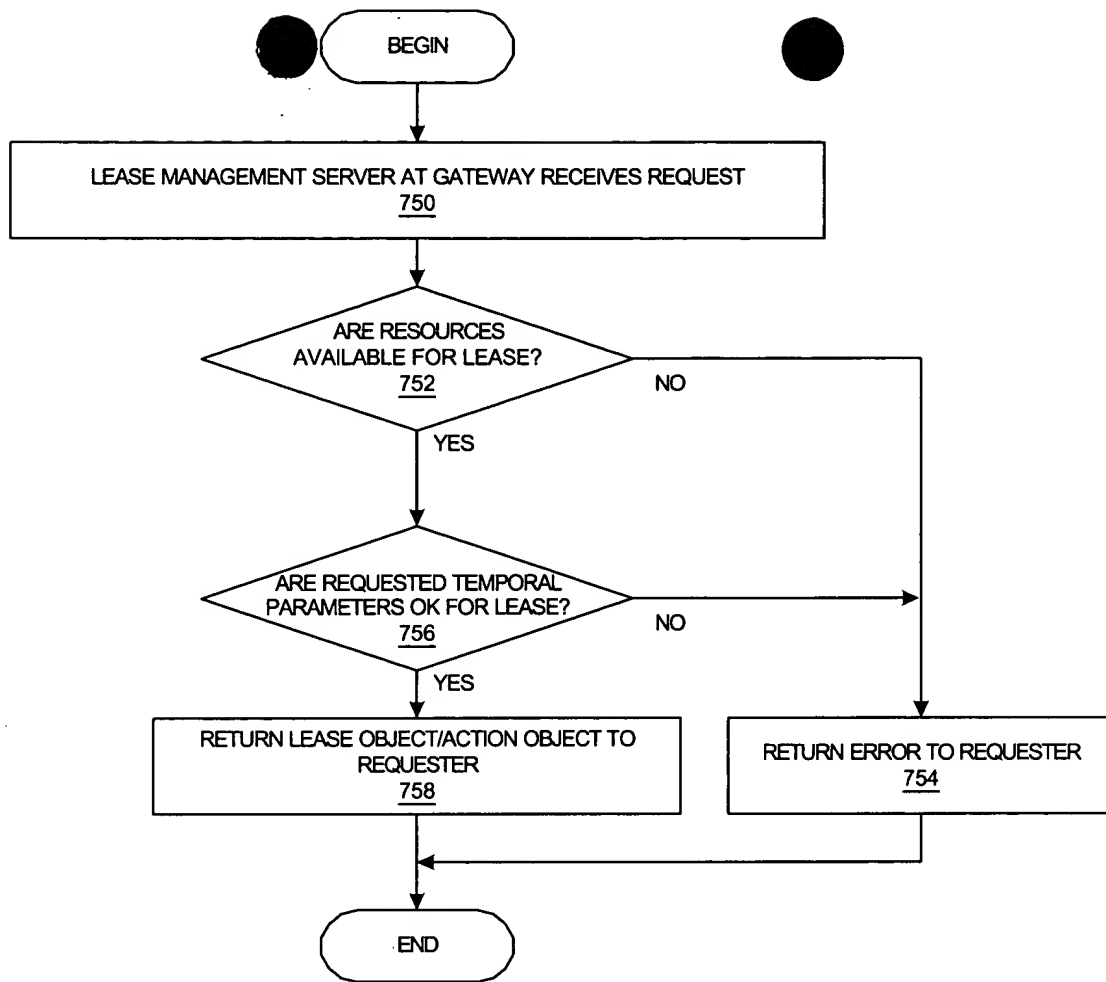 BEGIN
LEASE MANAGEMENT SERVER AT GATEWAY RECEIVES REQUEST
750
ARE RESOURCES
AVAILABLE FOR LEASE?
752
NO
YES
ARE REQUESTED TEMPORAL
PARAMETERS OK FOR LEASE?
756
NO
YES
RETURN LEASE OBJECT/ACTION OBJECT TO
REQUESTER
758
RETURN ERROR TO REQUESTER
754
END